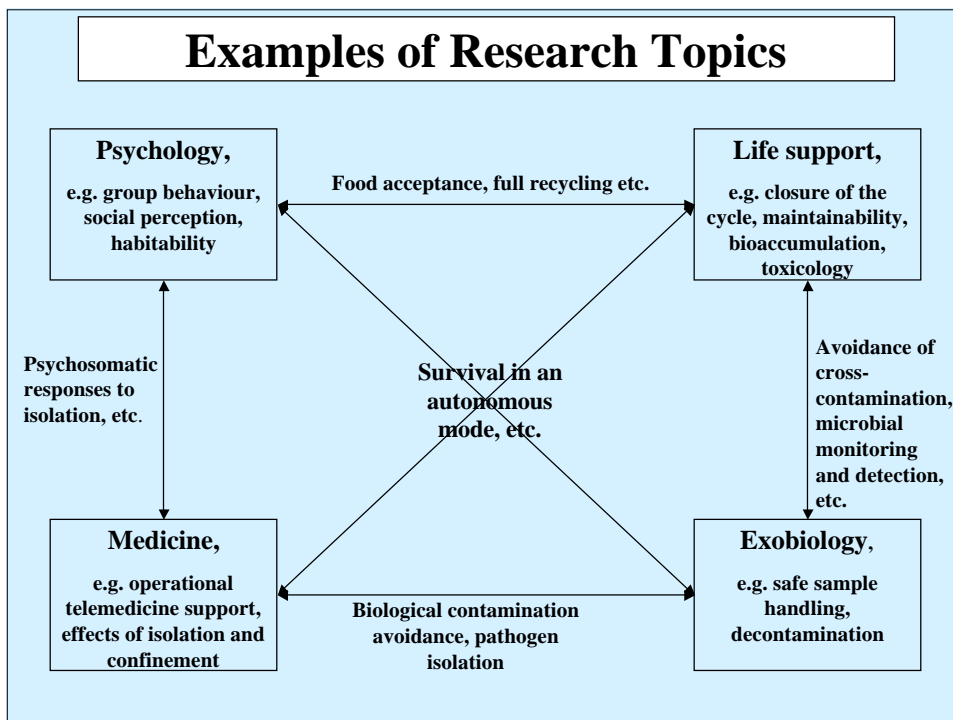 Examples of Research Topics
Psychology,
e.g. group behaviour,
social perception,
habitability
Food acceptance, full recycling etc.
Life support,
e.g. closure of the
cycle, maintainability,
bioaccumulation,
toxicology
Psychosomatic
responses to
isolation, etc.
Survival in an
autonomous
mode, etc.
Avoidance of
cross-
contamination,
microbial
monitoring
and detection,
etc.
Medicine,
e.g. operational
telemedicine support,
effects of isolation and
confinement
Biological contamination
avoidance, pathogen
isolation
Exobiology,
e.g. safe sample
handling,
decontamination